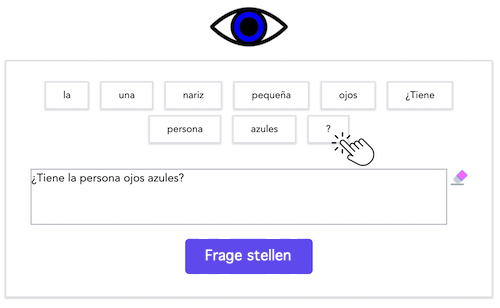 la una nariz pequeña ojos ¿Tiene
persona azules ?
¿Tiene la persona ojos azules?
Frage stellen